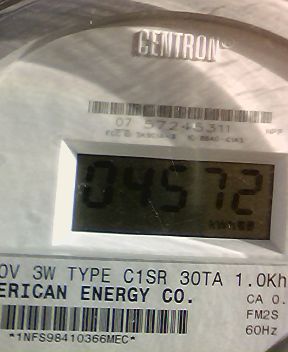 CENTRON®
07 57245311
04572
kWh
0V 3W TYPE C1SR 30TA 1.0Kh
ERICAN ENERGY CO.
CA 0.
FM2S
60Hz
*1NFS98410366MEC*